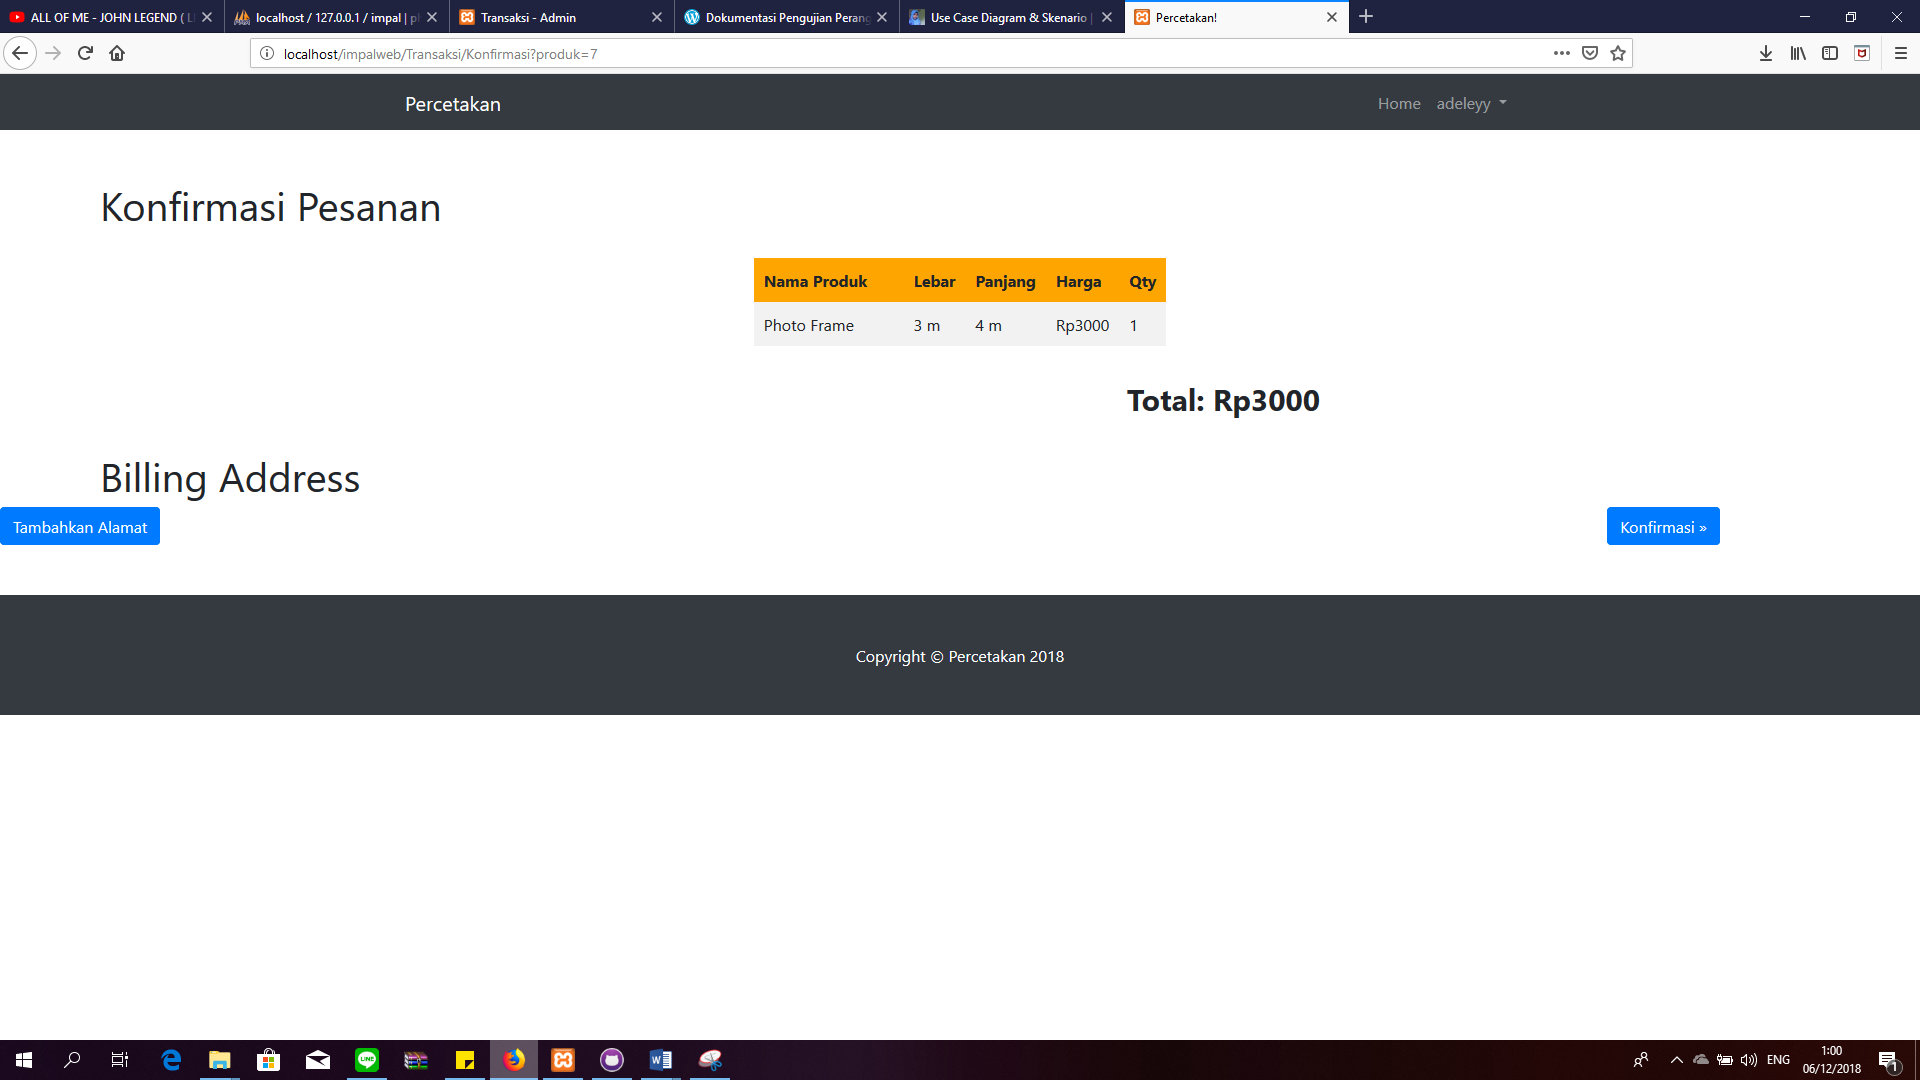 ALL OF ME - JOHN LEGEND ( L
localhost / 127.0.0.1 / impal | p
Transaksi - Admin
Dokumentasi Pengujian Perang
Use Case Diagram & Skenario
Percetakan!
localhost/impalweb/Transaksi/Konfirmasi?produk=7
Percetakan
Home
adeleyy
Konfirmasi Pesanan
Nama Produk Lebar Panjang Harga Qty
Photo Frame 3 m 4 m Rp3000 1
Total: Rp3000
Billing Address
Tambahkan Alamat
Konfirmasi »
Copyright © Percetakan 2018
LINE
ENG
1:00
06/12/2018
1